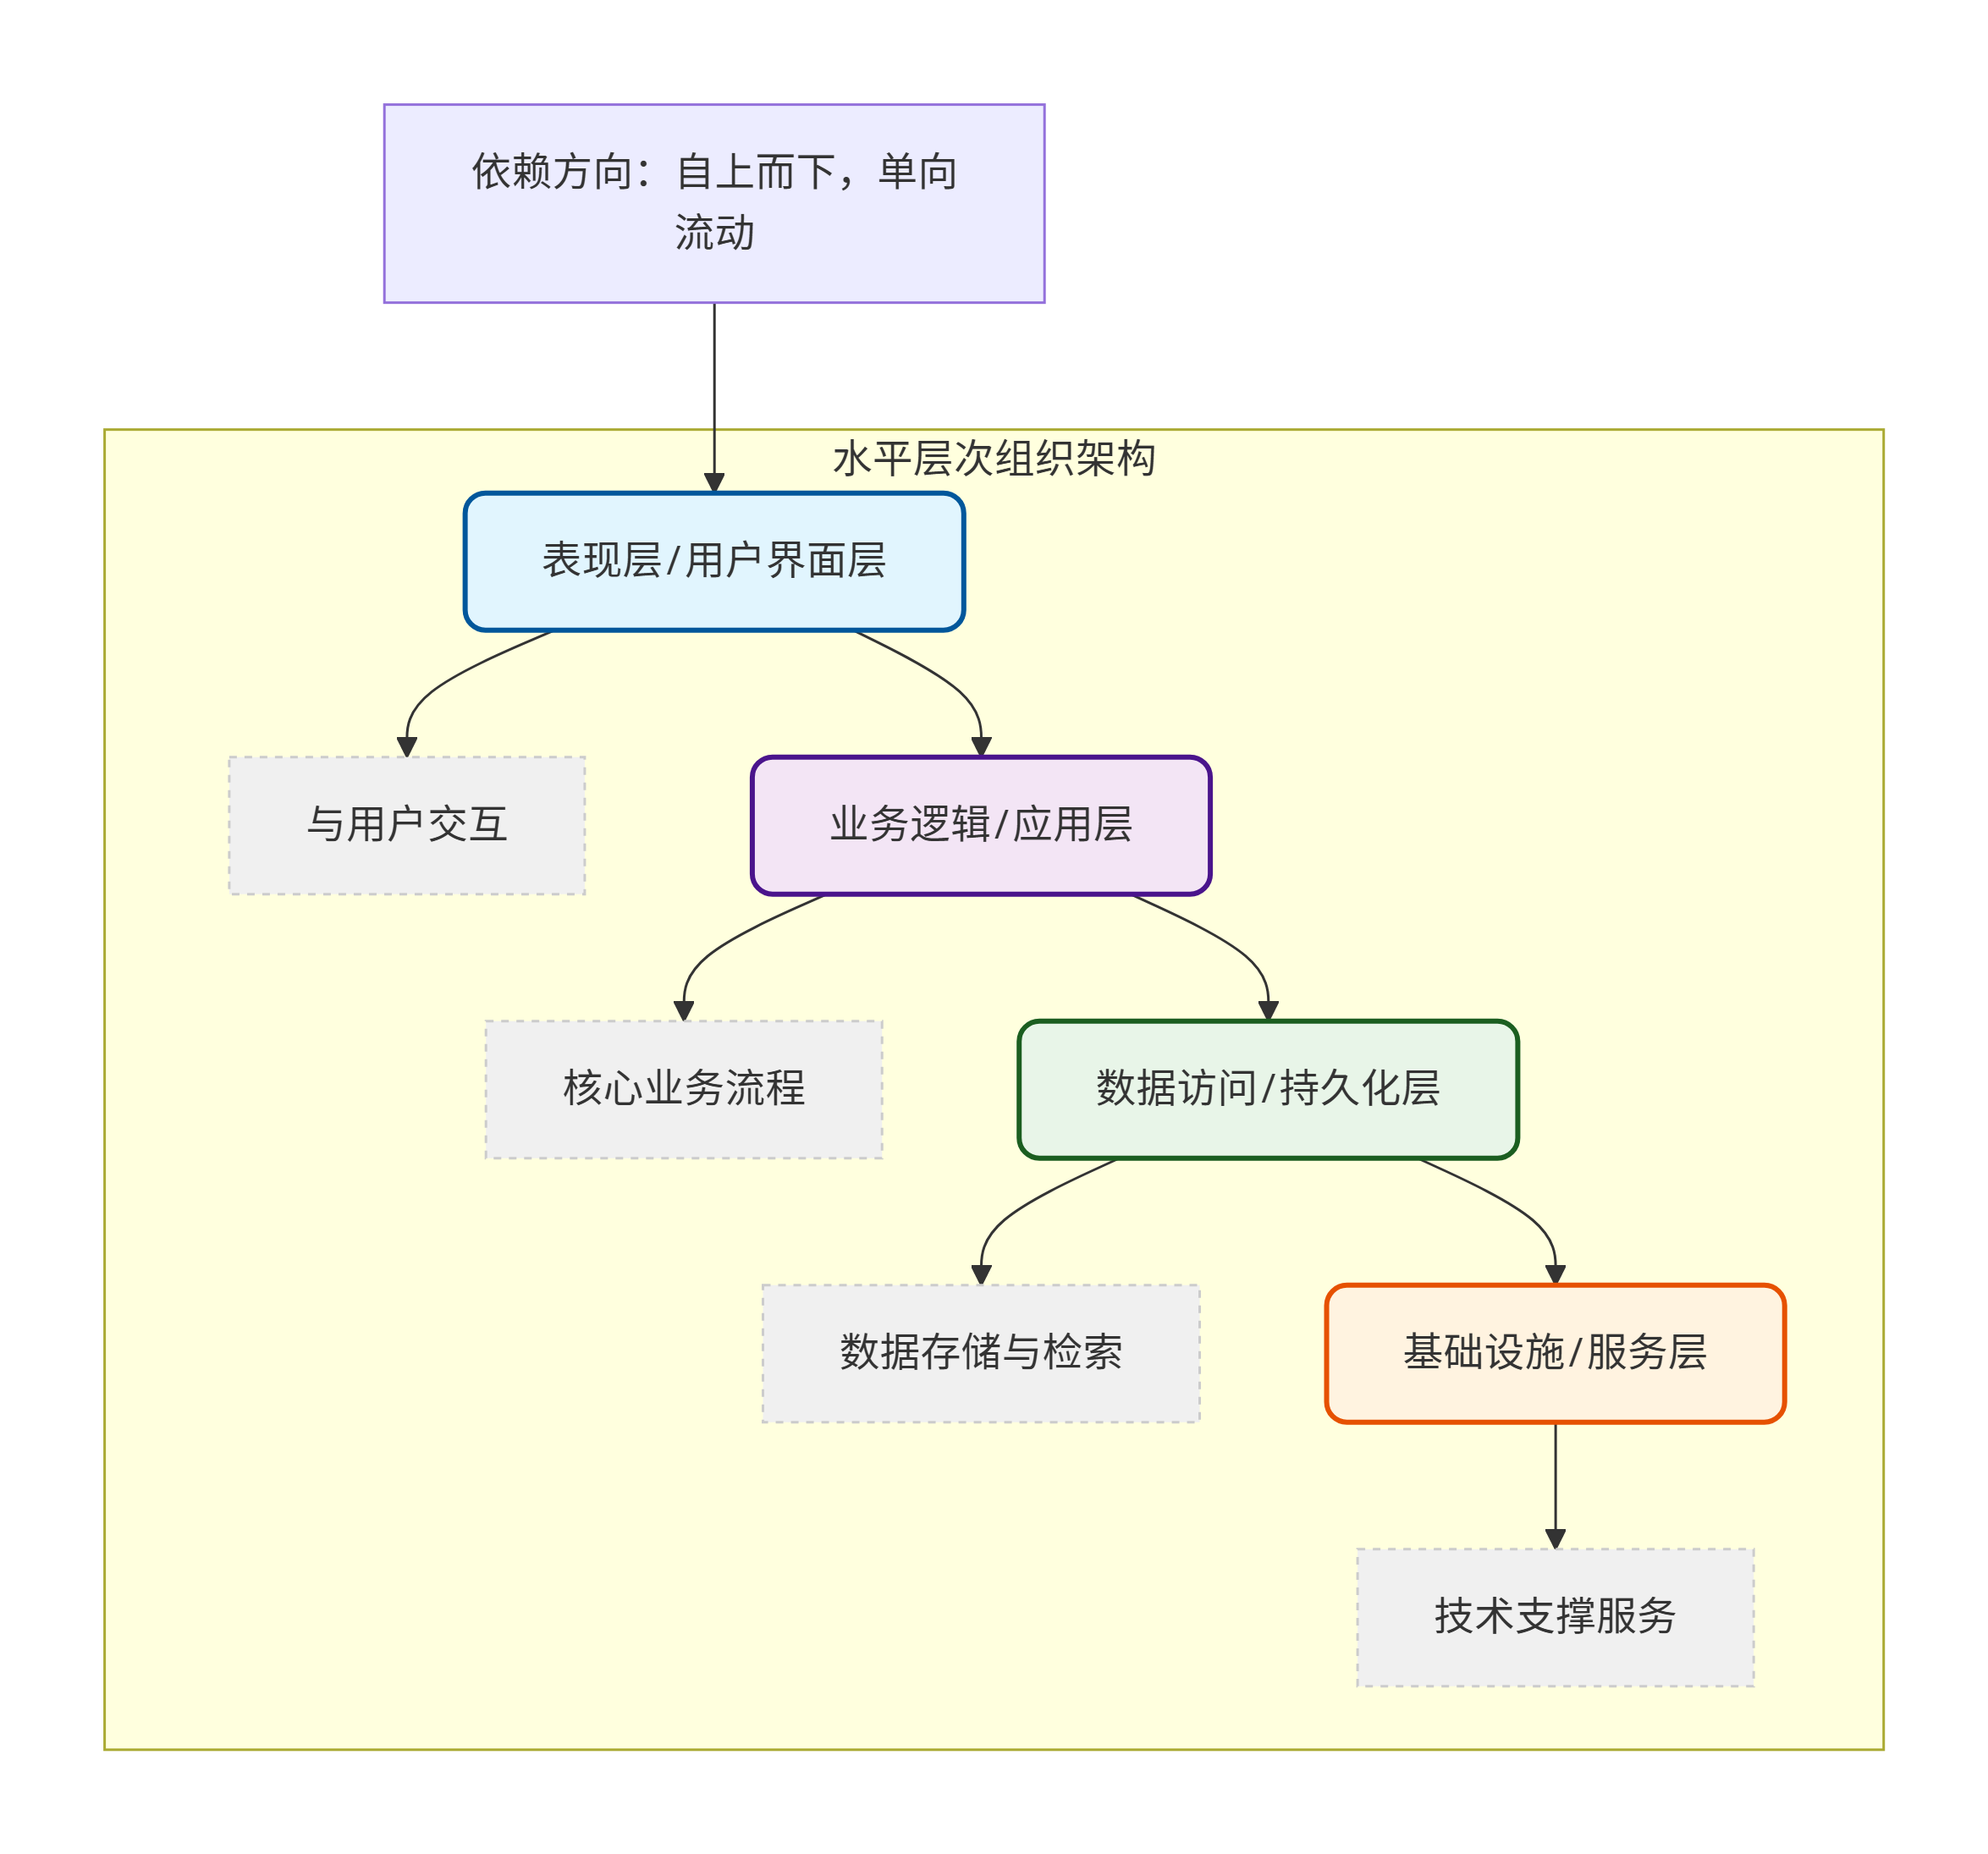 依赖方向：自上而下，单向
流动
水平层次组织架构
表现层/用户界面层
与用户交互
业务逻辑/应用层
核心业务流程
数据访问/持久化层
数据存储与检索
基础设施/服务层
技术支撑服务